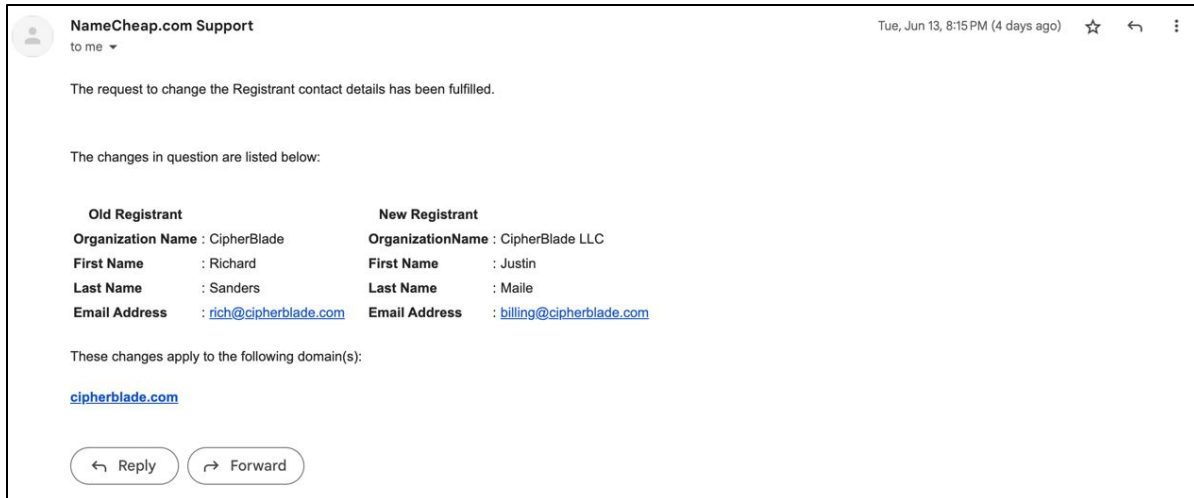 NameCheap.com Support
Tue, Jun 13, 8:15 PM (4 days ago)
to me
The request to change the Registrant contact details has been fulfilled.
The changes in question are listed below:
Old Registrant New Registrant
Organization Name : CipherBlade OrganizationName : CipherBlade LLC
First Name : Richard First Name : Justin
Last Name : Sanders Last Name : Maile
Email Address : rich@cipherblade.com Email Address : billing@cipherblade.com
These changes apply to the following domain(s):
cipherblade.com
Reply Forward